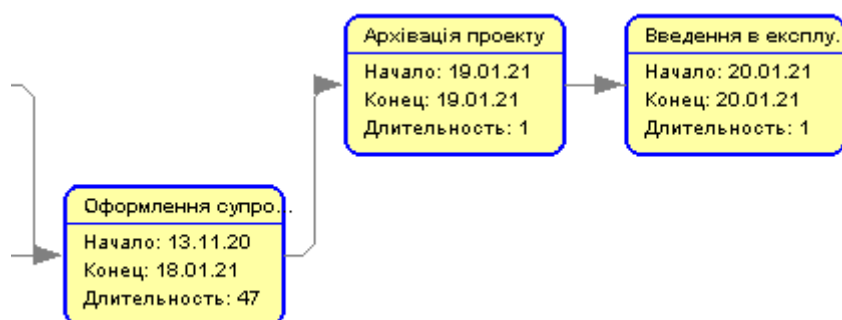 Архівація проекту
Начало: 19.01.21
Конец: 19.01.21
Длительность: 1
Введення в експлу..
Начало: 20.01.21
Конец: 20.01.21
Длительность: 1
Оформлення супро...
Начало: 13.11.20
Конец: 18.01.21
Длительность: 47